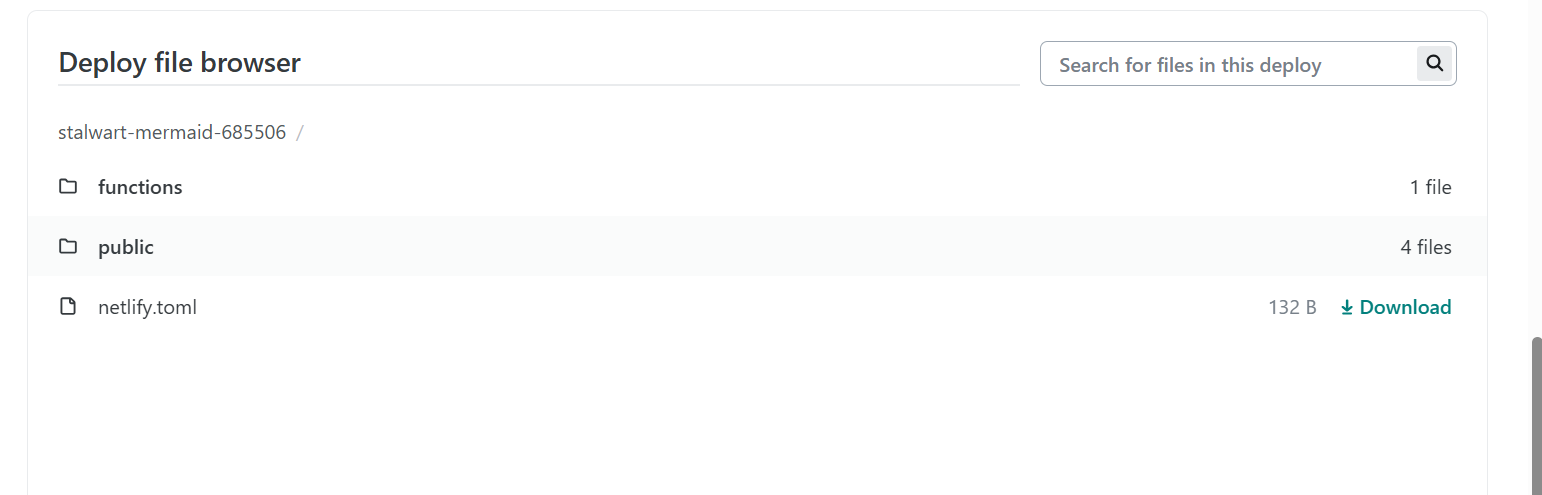 Deploy file browser
Search for files in this deploy
stalwart-mermaid-685506 /
functions 1 file
public 4 files
netlify.toml 132 B Download